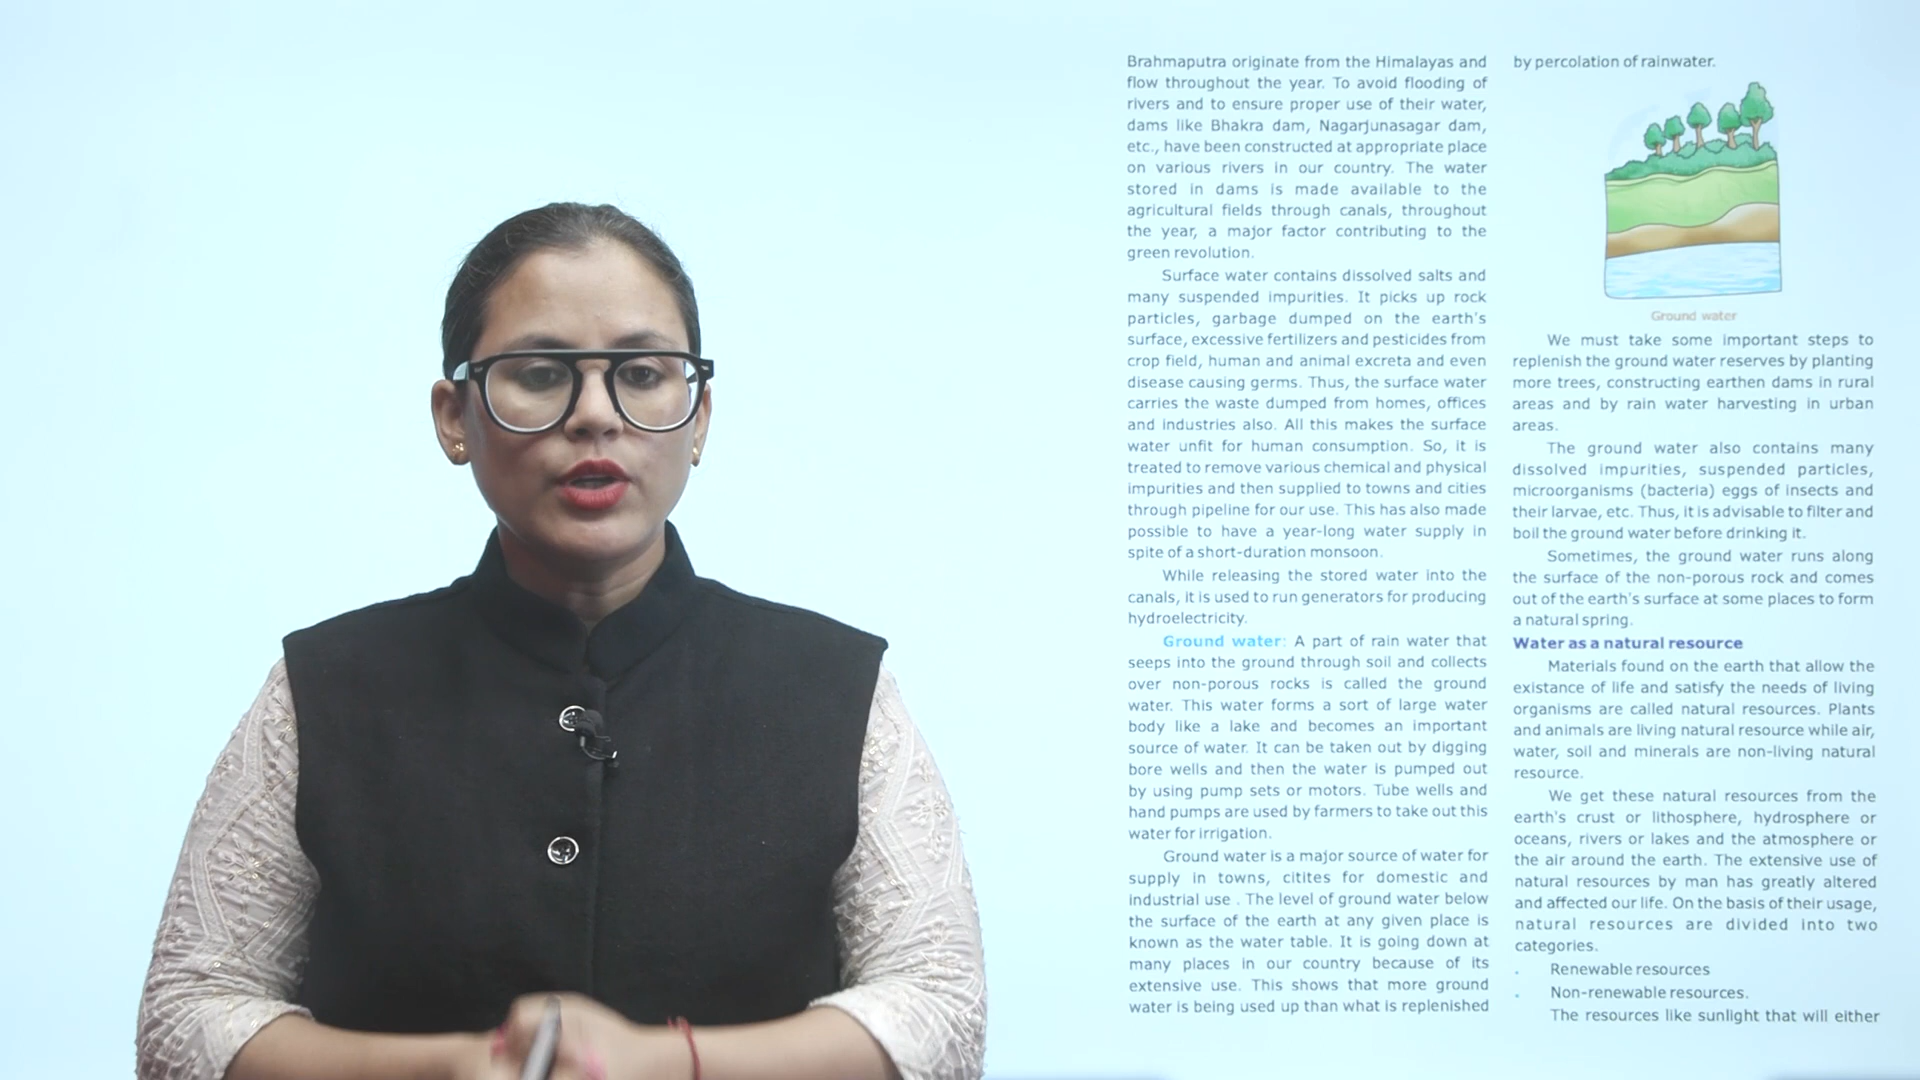 Brahmaputra originate from the Himalayas and
flow throughout the year. To avoid flooding of
rivers and to ensure proper use of their water,
dams like Bhakra dam, Nagarjunasagar dam,
etc., have been constructed at appropriate place
on various rivers in our country. The water
stored in dams is made available to the
agricultural fields through canals, throughout
the year, a major factor contributing to the
green revolution.
Surface water contains dissolved salts and
many suspended impurities. It picks up rock
particles, garbage dumped on the earth's
surface, excessive fertilizers and pesticides from
crop field, human and animal excreta and even
disease causing germs. Thus, the surface water
carries the waste dumped from homes, offices
and industries also. All this makes the surface
water unfit for human consumption. So, it is
treated to remove various chemical and physical
impurities and then supplied to towns and cities
through pipeline for our use. This has also made
possible to have a year-long water supply in
spite of a short-duration monsoon.
While releasing the stored water into the
canals, it is used to run generators for producing
hydroelectricity.
Ground water: A part of rain water that
seeps into the ground through soil and collects
over non-porous rocks is called the ground
water. This water forms a sort of large water
body like a lake and becomes an important
source of water. It can be taken out by digging
bore wells and then the water is pumped out
by using pump sets or motors. Tube wells and
hand pumps are used by farmers to take out this
water for irrigation.
Ground water is a major source of water for
supply in towns, citites for domestic and
industrial use . The level of ground water below
the surface of the earth at any given place is
known as the water table. It is going down at
many places in our country because of its
extensive use. This shows that more ground
water is being used up than what is replenished
by percolation of rainwater.
Ground water
We must take some important steps to
replenish the ground water reserves by planting
more trees, constructing earthen dams in rural
areas and by rain water harvesting in urban
areas.
The ground water also contains many
dissolved impurities, suspended particles,
microorganisms (bacteria) eggs of insects and
their larvae, etc. Thus, it is advisable to filter and
boil the ground water before drinking it.
Sometimes, the ground water runs along
the surface of the non-porous rock and comes
out of the earth's surface at some places to form
a natural spring.
Water as a natural resource
Materials found on the earth that allow the
existance of life and satisfy the needs of living
organisms are called natural resources. Plants
and animals are living natural resource while air,
water, soil and minerals are non-living natural
resource.
We get these natural resources from the
earth's crust or lithosphere, hydrosphere or
oceans, rivers or lakes and the atmosphere or
the air around the earth. The extensive use of
natural resources by man has greatly altered
and affected our life. On the basis of their usage,
natural resources are divided into two
categories.
. Renewable resources
. Non-renewable resources.
The resources like sunlight that will either